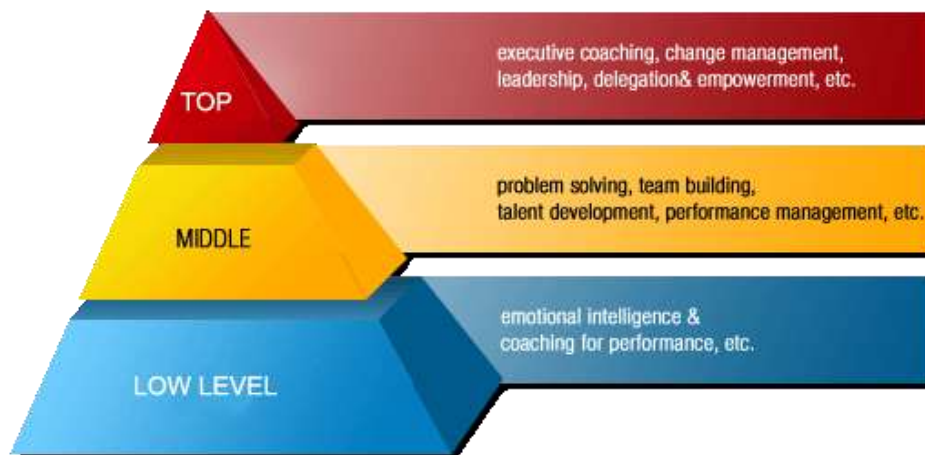 TOP
executive coaching, change management,
leadership, delegation& empowerment, etc.
MIDDLE
problem solving, team building,
talent development, performance management, etc.
LOW LEVEL
emotional intelligence &
coaching for performance, etc.